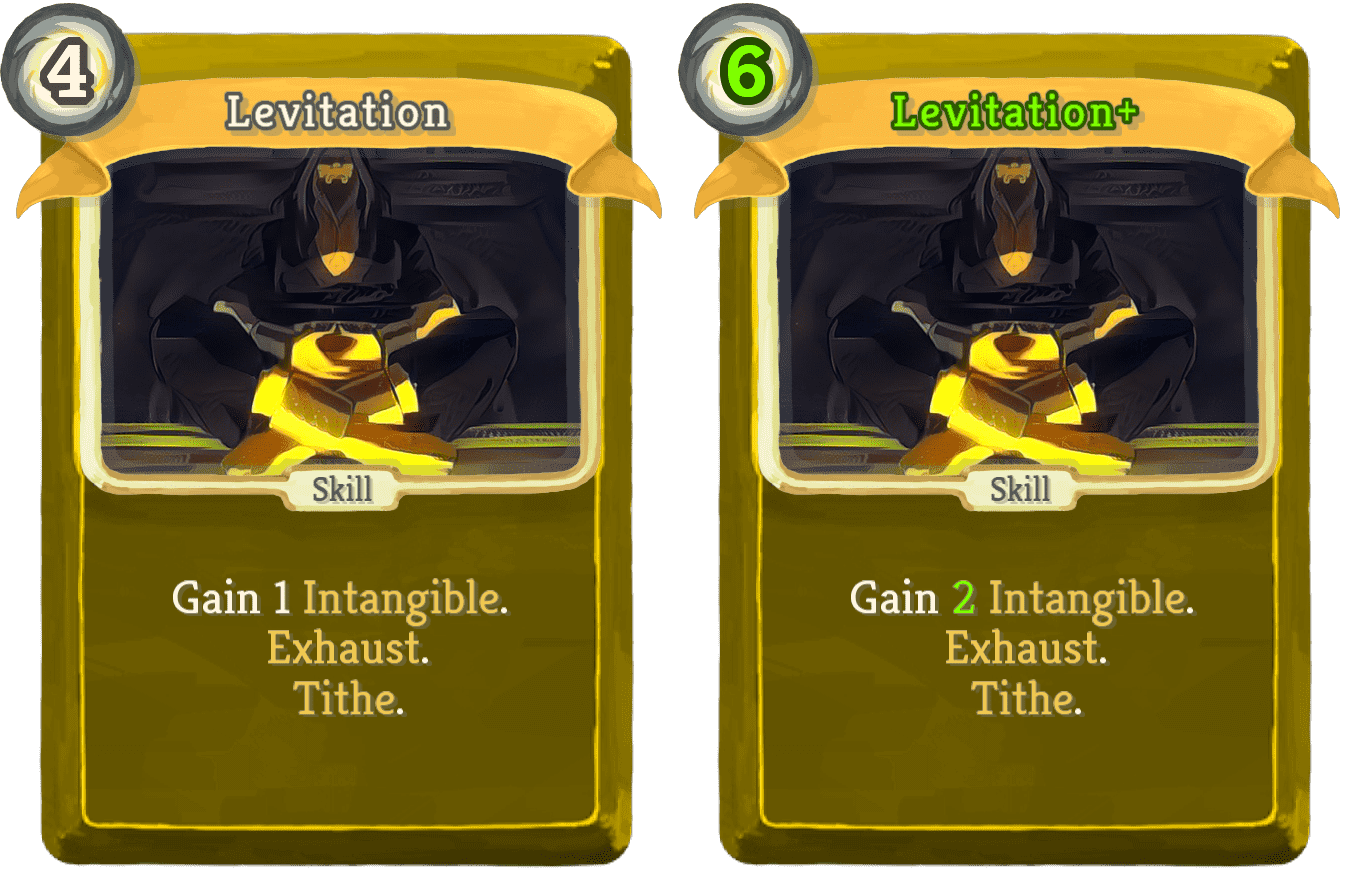 4
Levitation
Skill
Gain 1 Intangible.
Exhaust.
Tithe.
6
Levitation+
Skill
Gain 2 Intangible.
Exhaust.
Tithe.